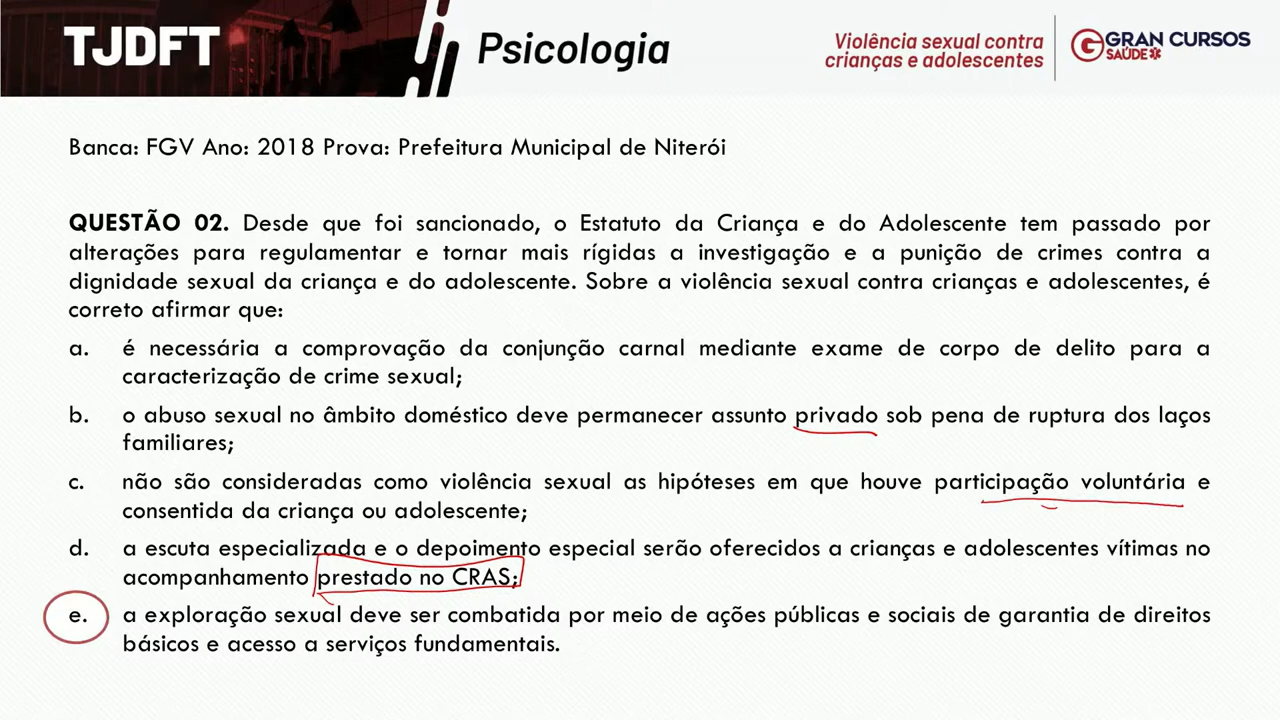 TJDFT
Psicologia
Violência sexual contra
crianças e adolescentes
GRAN CURSOS
SAÚDE
Banca: FGV Ano: 2018 Prova: Prefeitura Municipal de Niterói
QUESTÃO 02. Desde que foi sancionado, o Estatuto da Criança e do Adolescente tem passado por
alterações para regulamentar e tornar mais rígidas a investigação e a punição de crimes contra a
dignidade sexual da criança e do adolescente. Sobre a violência sexual contra crianças e adolescentes, é
correto afirmar que:
a. é necessária a comprovação da conjunção carnal mediante exame de corpo de delito para a
caracterização de crime sexual;
b. o abuso sexual no âmbito doméstico deve permanecer assunto privado sob pena de ruptura dos laços
familiares;
c. não são consideradas como violência sexual as hipóteses em que houve participação voluntária e
consentida da criança ou adolescente;
d. a escuta especializada e o depoimento especial serão oferecidos a crianças e adolescentes vítimas no
acompanhamento prestado no CRAS;
e. a exploração sexual deve ser combatida por meio de ações públicas e sociais de garantia de direitos
básicos e acesso a serviços fundamentais.